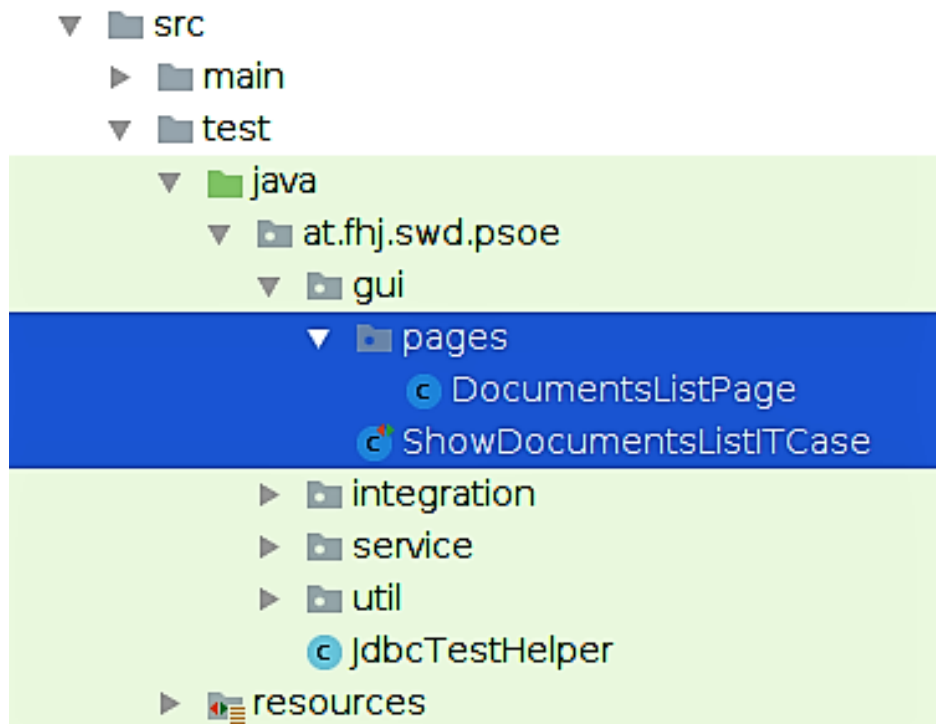 src
main
test
java
at.fhj.swd.psoe
gui
pages
DocumentsListPage
ShowDocumentsListITCase
integration
service
util
JdbcTestHelper
resources